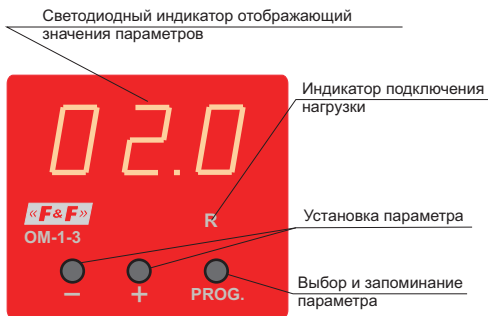 Светодиодный индикатор отображающий
значения параметров
Индикатор подключения
нагрузки
02.0
«F&F»
R
OM-1-3
Установка параметра
− + PROG.
Выбор и запоминание
параметра